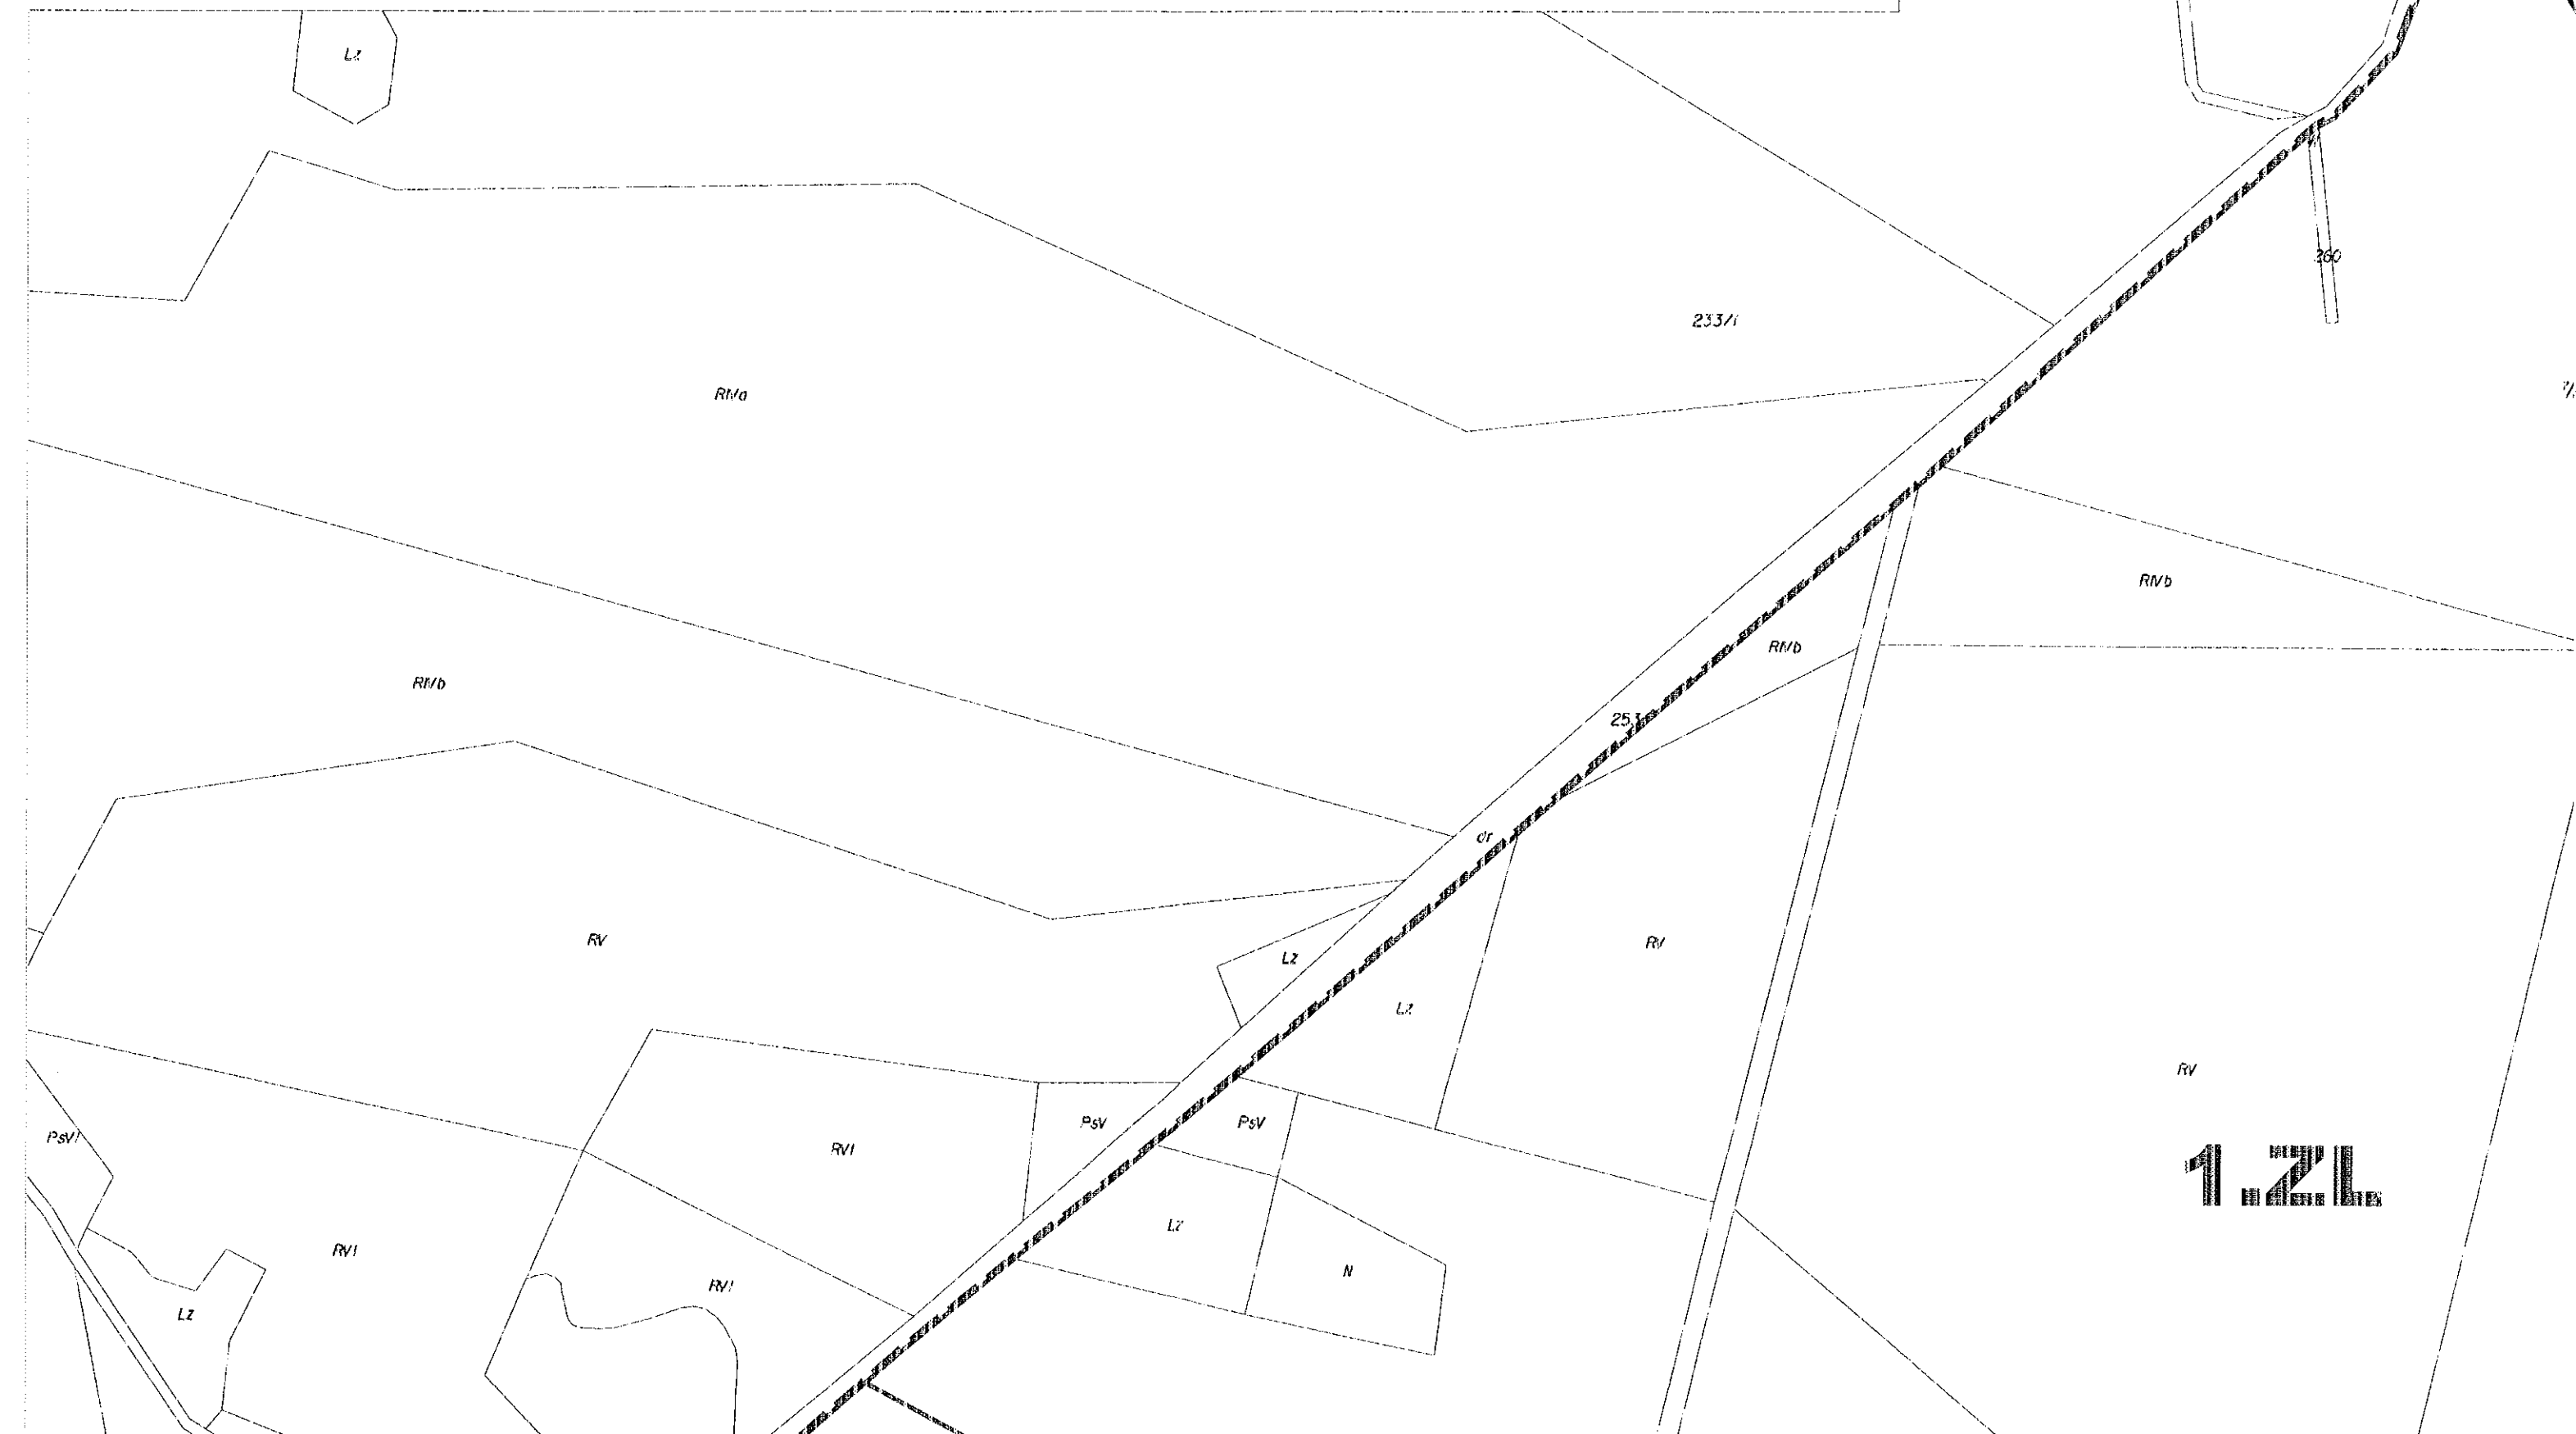 Lz
260
233/1
RIVa
RIVb
RIVb
RIVb
253
dr
RV
RV
Lz
Lz
RV
PsV
PsV
PsVI
RVI
1.ZL
Lz
RVI
N
RVI
Lz